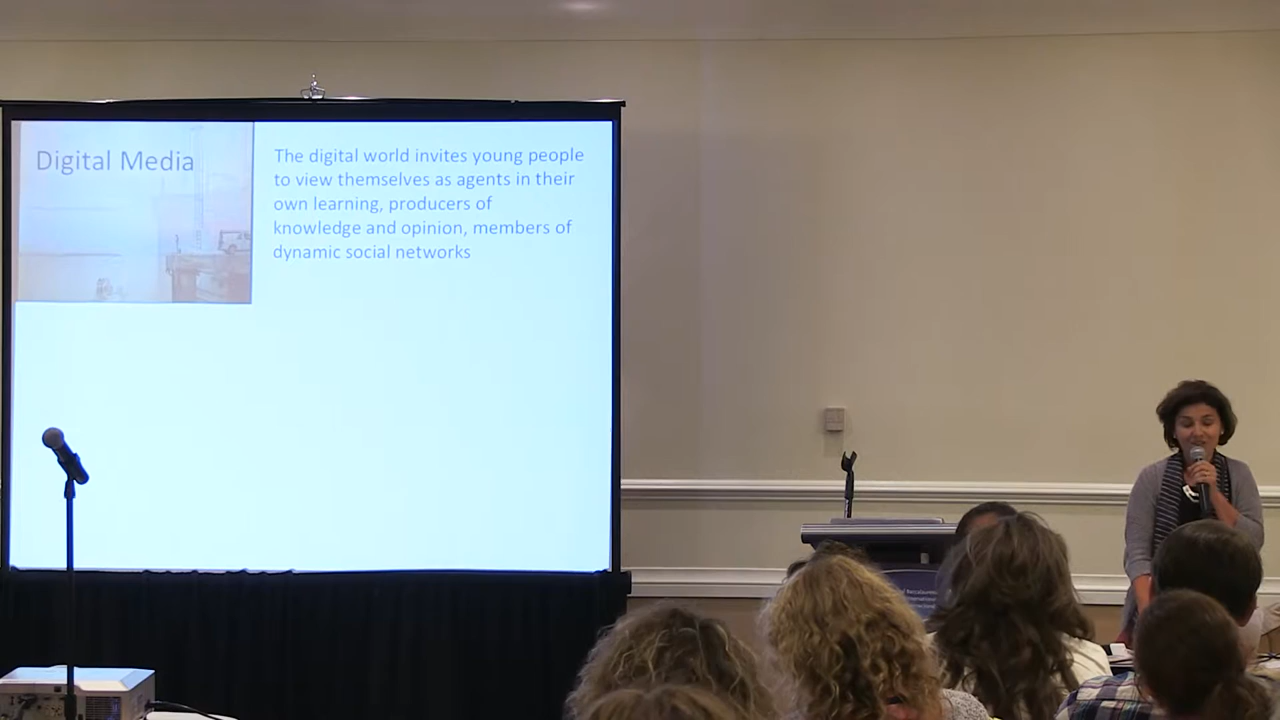 Digital Media
The digital world invites young people
to view themselves as agents in their
own learning, producers of
knowledge and opinion, members of
dynamic social networks